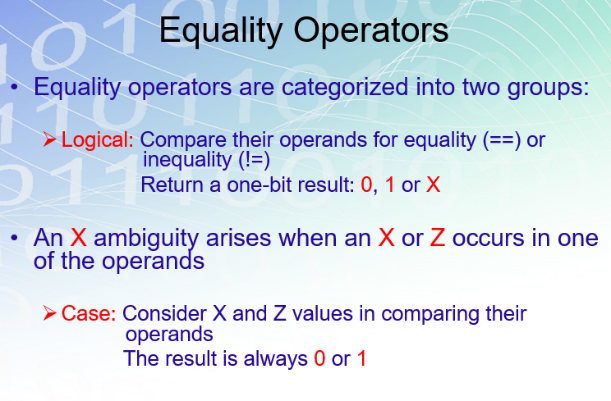 Equality Operators
• Equality operators are categorized into two groups:
➢ Logical: Compare their operands for equality (==) or
inequality (!=)
Return a one-bit result: 0, 1 or X
• An X ambiguity arises when an X or Z occurs in one
of the operands
➢ Case: Consider X and Z values in comparing their
operands
The result is always 0 or 1